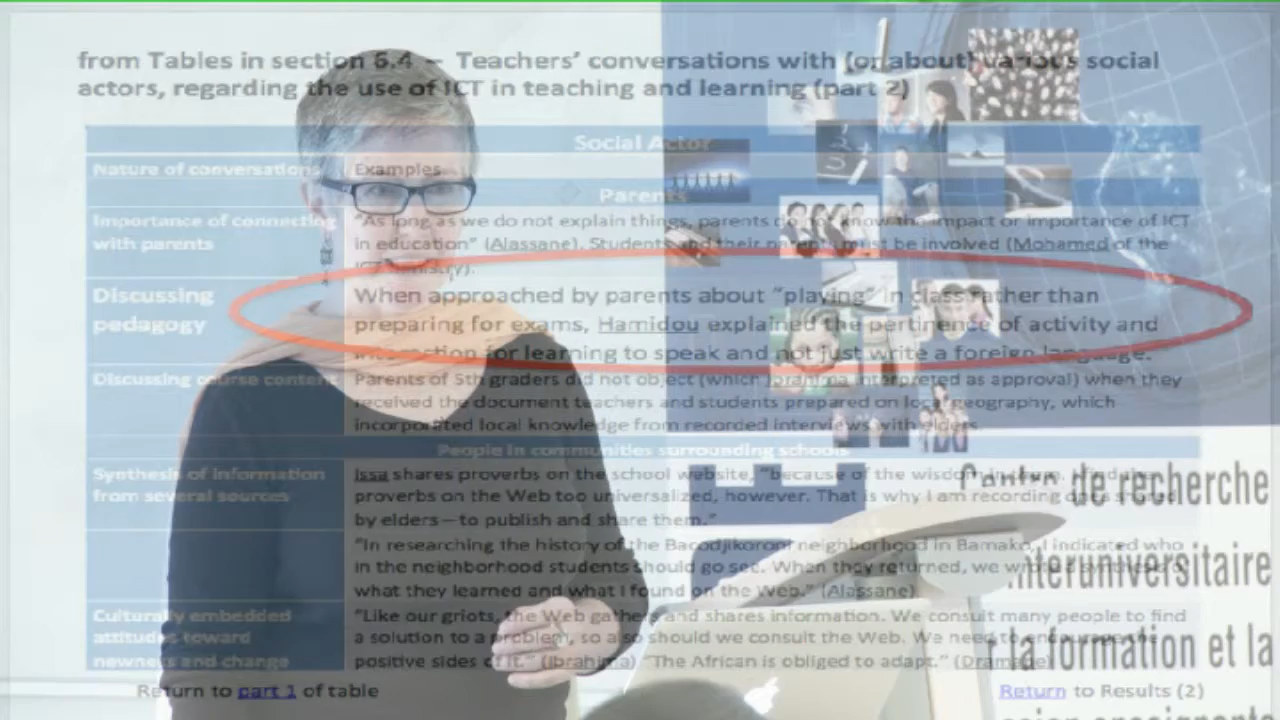 from Tables in section 5.4 – Teachers' conversations with (or about) various social
actors, regarding the use of ICT in teaching and learning (part 2)
Social Actor
Nature of conversations Examples
Parents
Importance of connecting with parents
"As long as we do not explain things, parents do not know the impact or importance of ICT
in education" (Alassane). Students and their parents must be involved (Mohamed of the
ICT ministry).
Discussing
pedagogy
When approached by parents about "playing" in class rather than
preparing for exams, Hamidou explained the pertinence of activity and
interaction for learning to speak and not just write a foreign language.
Discussing course content
Parents of 5th graders did not object (which Ibrahima interpreted as approval) when they
received the document teachers and students prepared on local geography, which
incorporated local knowledge from recorded interviews with elders.
People in communities surrounding schools
Synthesis of information
from several sources
Issa shares proverbs on the school website, "because of the wisdom in them. I find the
proverbs on the Web too universalized, however. That is why I am recording
by elders—to publish and share them."
"In researching the history of the Bacodjikoroni neighborhood in Bamako, I indicated who
in the neighborhood students should go see. When they returned, we
what they learned and what I found on the Web." (Alassane)
Culturally embedded
attitudes toward
newness and change
"Like our griots, the Web gathers and shares information. We consult many people to find
a solution to a problem, so also should we consult the Web. We need to
positive sides of it." (Ibrahima) "The African is obliged to adapt." (Dramane)
Return to part 1 of table
Return to Results (2)
Centre de recherche
interuniversitaire
r la formation et la